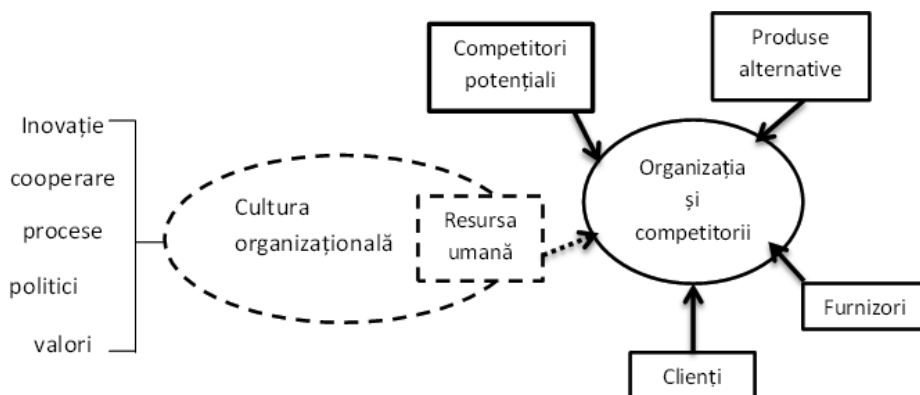 Inovație
cooperare
procese
politici
valori
Cultura
organizațională
Resursa
umană
Competitori
potențiali
Produse
alternative
Organizația
și
competitorii
Furnizori
Clienți